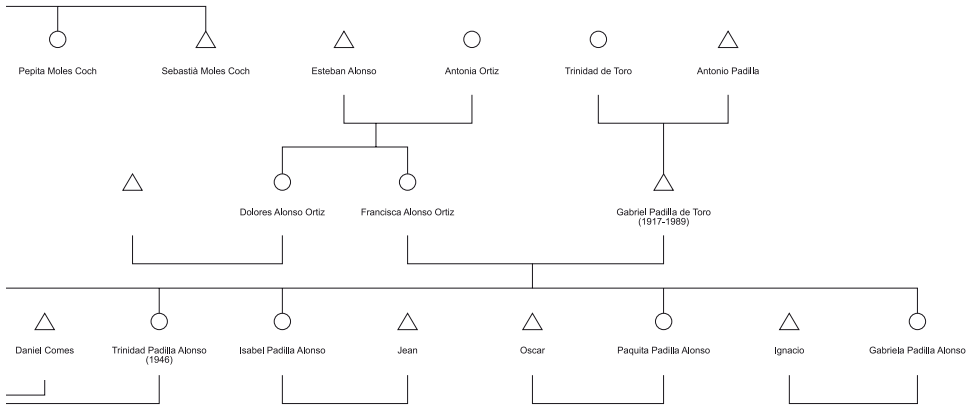 Pepita Moles Coch
Sebastià Moles Coch
Esteban Alonso
Antonia Ortiz
Trinidad de Toro
Antonio Padilla
Dolores Alonso Ortiz
Francisca Alonso Ortiz
Gabriel Padilla de Toro
(1917-1989)
Daniel Comes
Trinidad Padilla Alonso
(1946)
Isabel Padilla Alonso
Jean
Oscar
Paquita Padilla Alonso
Ignacio
Gabriela Padilla Alonso